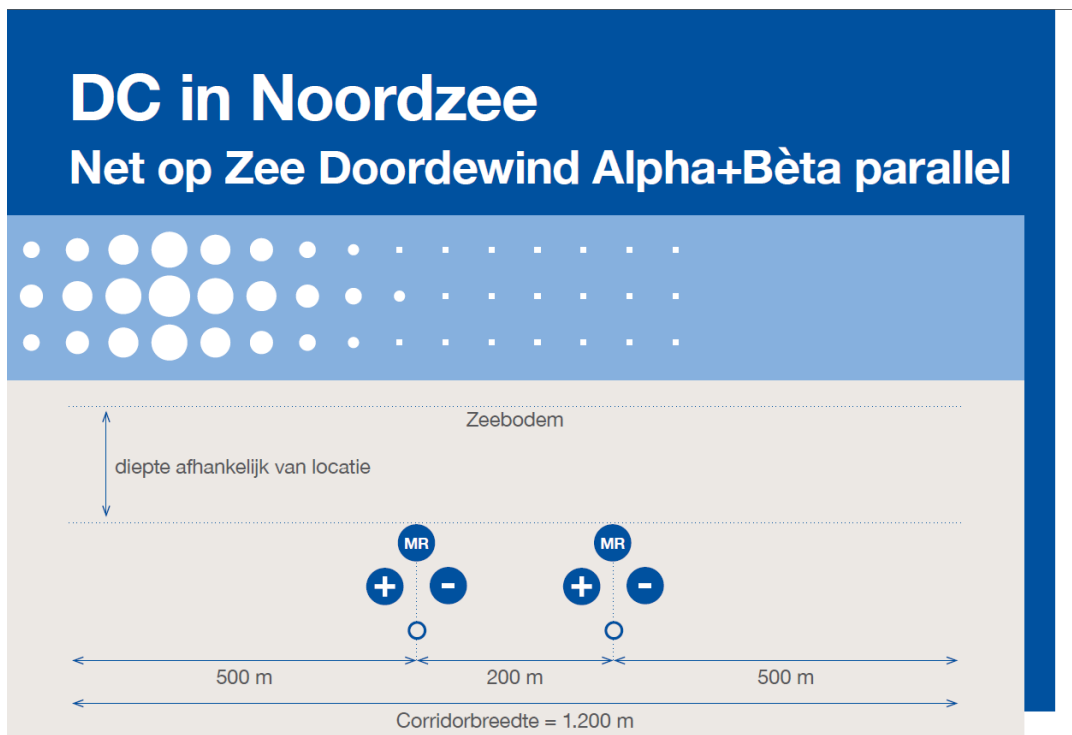 DC in Noordzee
Net op Zee Doordewind Alpha+Bèta parallel
Zeebodem
diepte afhankelijk van locatie
MR MR
+ - + -
500 m 200 m 500 m
Corridorbreedte = 1.200 m